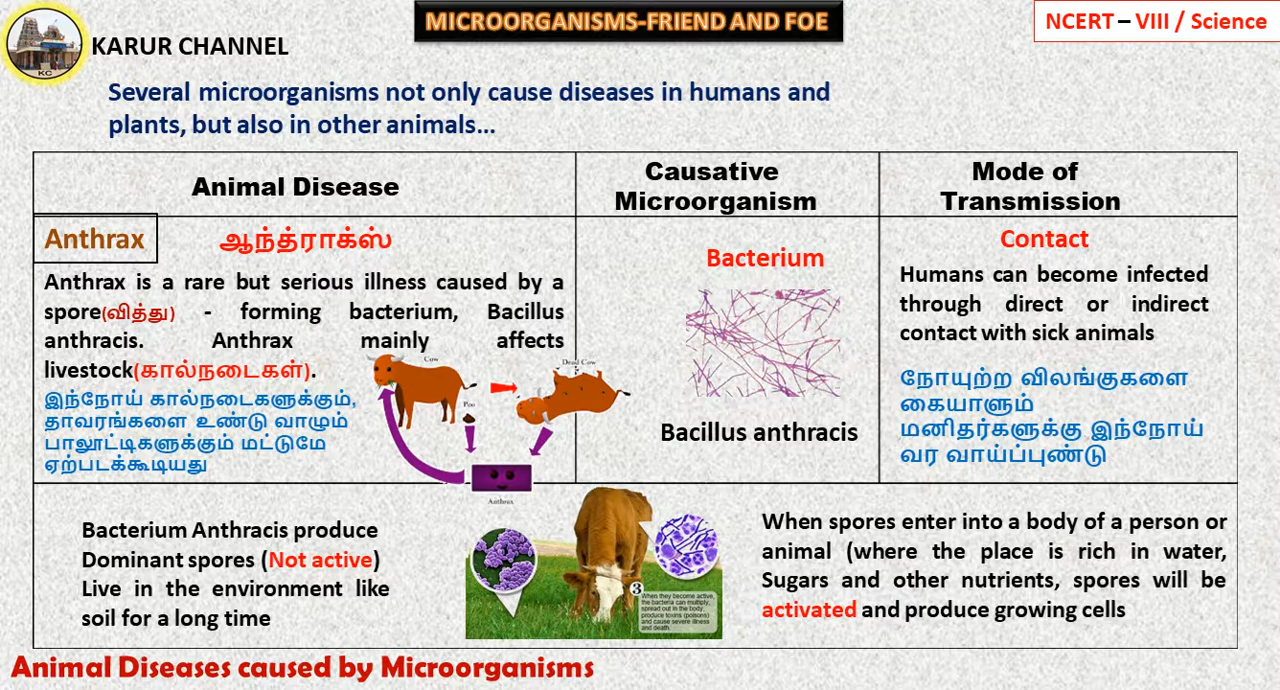 MICROORGANISMS-FRIEND AND FOE
NCERT – VIII / Science
KC
KARUR CHANNEL
Several microorganisms not only cause diseases in humans and
plants, but also in other animals...
Animal Disease
Causative
Microorganism
Mode of
Transmission
Anthrax
ஆந்த்ராக்ஸ்
Anthrax is a rare but serious illness caused by a
spore(வித்து) - forming bacterium, Bacillus
anthracis. Anthrax mainly affects
livestock(கால்நடைகள்).
இந்நோய் கால்நடைகளுக்கும்,
தாவரங்களை உண்டு வாழும்
பாலூட்டிகளுக்கும் மட்டுமே
ஏற்படக்கூடியது
Cow
Dead Cow
Poo
Anthrax
Bacterium
Bacillus anthracis
Contact
Humans can become infected
through direct or indirect
contact with sick animals
நோயுற்ற விலங்குகளை
கையாளும்
மனிதர்களுக்கு இந்நோய்
வர வாய்ப்புண்டு
Bacterium Anthracis produce
Dominant spores (Not active)
Live in the environment like
soil for a long time
3
When they become active,
the bacteria can multiply,
spread out in the body,
produce toxins (poisons)
and cause severe illness
and death.
When spores enter into a body of a person or
animal (where the place is rich in water,
Sugars and other nutrients, spores will be
activated and produce growing cells
Animal Diseases caused by Microorganisms